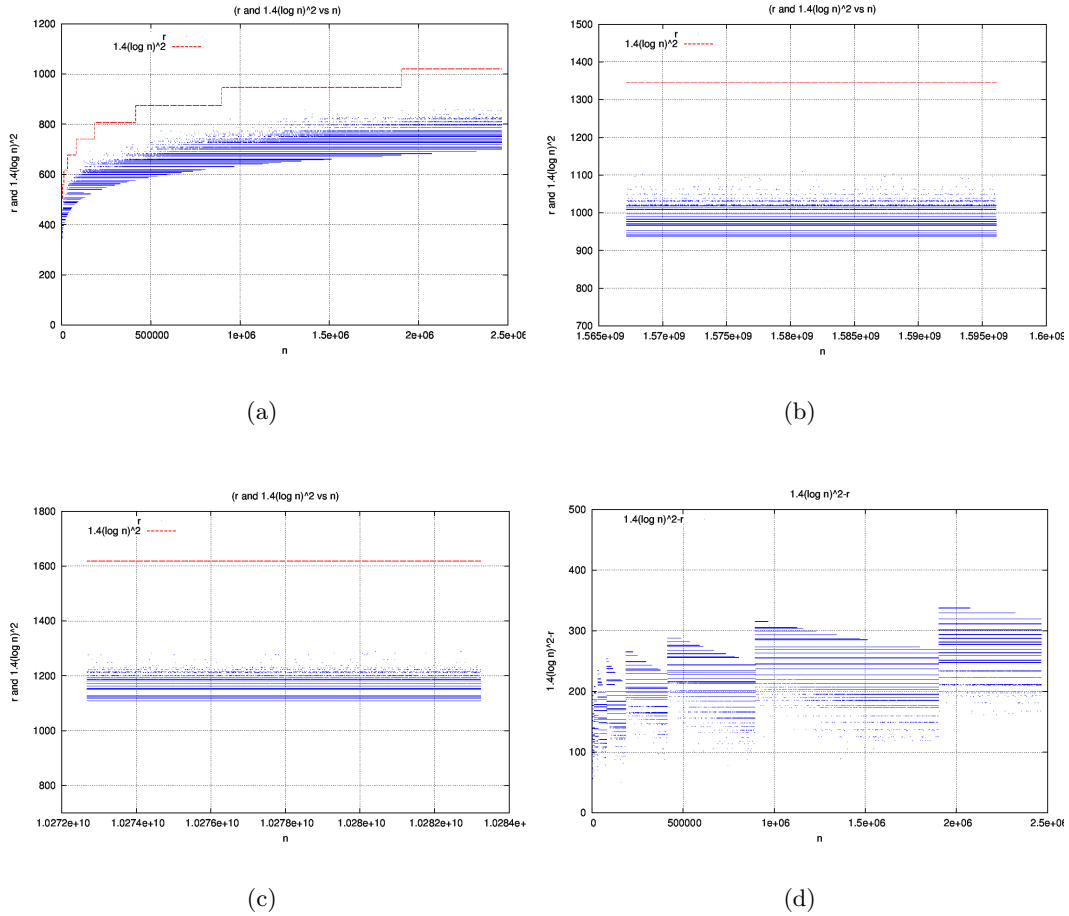 (r and 1.4(log n)^2 vs n)
r
1.4(log n)^2
r and 1.4(log n)^2
1200
1000
800
600
400
200
0
0 500000 1e+06 1.5e+06 2e+06 2.5e+06
n
(a)
(r and 1.4(log n)^2 vs n)
r
1.4(log n)^2
r and 1.4(log n)^2
1500
1400
1300
1200
1100
1000
900
800
700
1.565e+09 1.57e+09 1.575e+09 1.58e+09 1.585e+09 1.59e+09 1.595e+09 1.6e+09
n
(b)
(r and 1.4(log n)^2 vs n)
r
1.4(log n)^2
r and 1.4(log n)^2
1800
1600
1400
1200
1000
800
1.0272e+10 1.0274e+10 1.0276e+10 1.0278e+10 1.028e+10 1.0282e+10 1.0284e+
n
(c)
1.4(log n)^2-r
1.4(log n)^2-r
1.4(log n)^2-r
500
400
300
200
100
0
0 500000 1e+06 1.5e+06 2e+06 2.5e+06
n
(d)